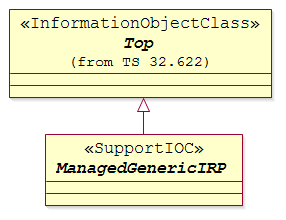 «InformationObjectClass»
Top
(from TS 32.622)
«SupportIOC»
ManagedGenericIRP